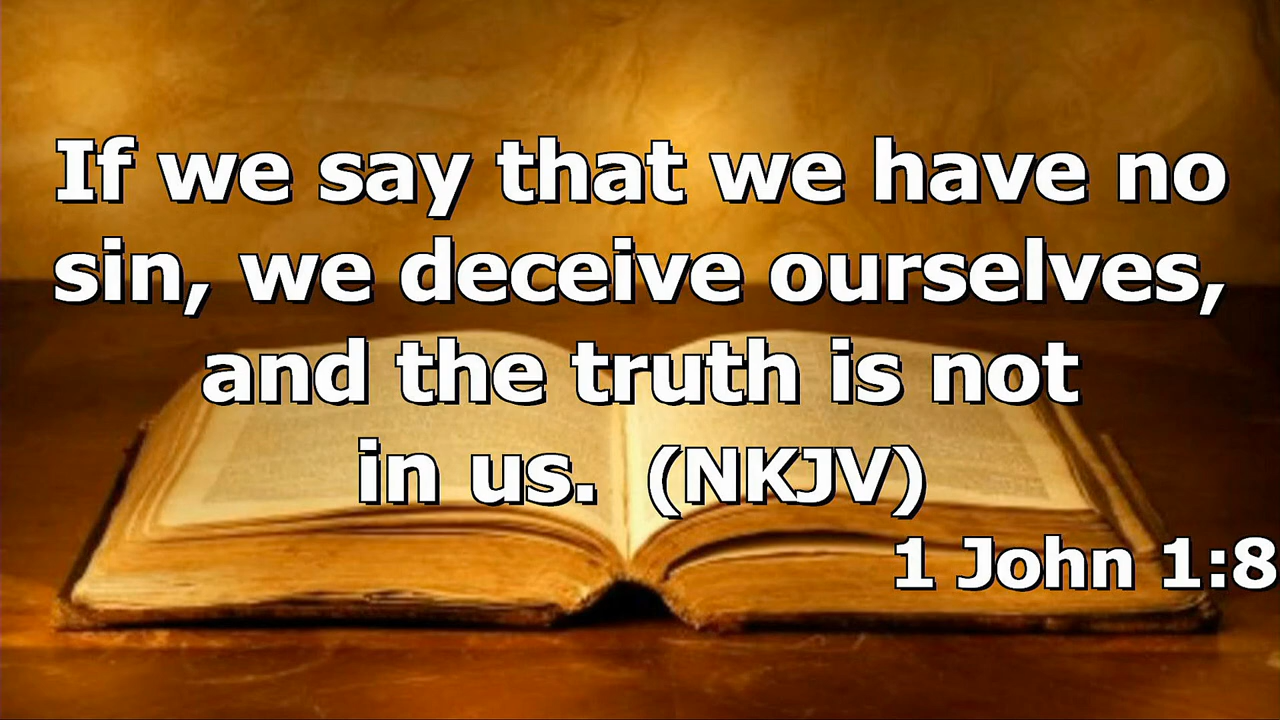 If we say that we have no
sin, we deceive ourselves,
and the truth is not
in us. (NKJV)
1 John 1:8